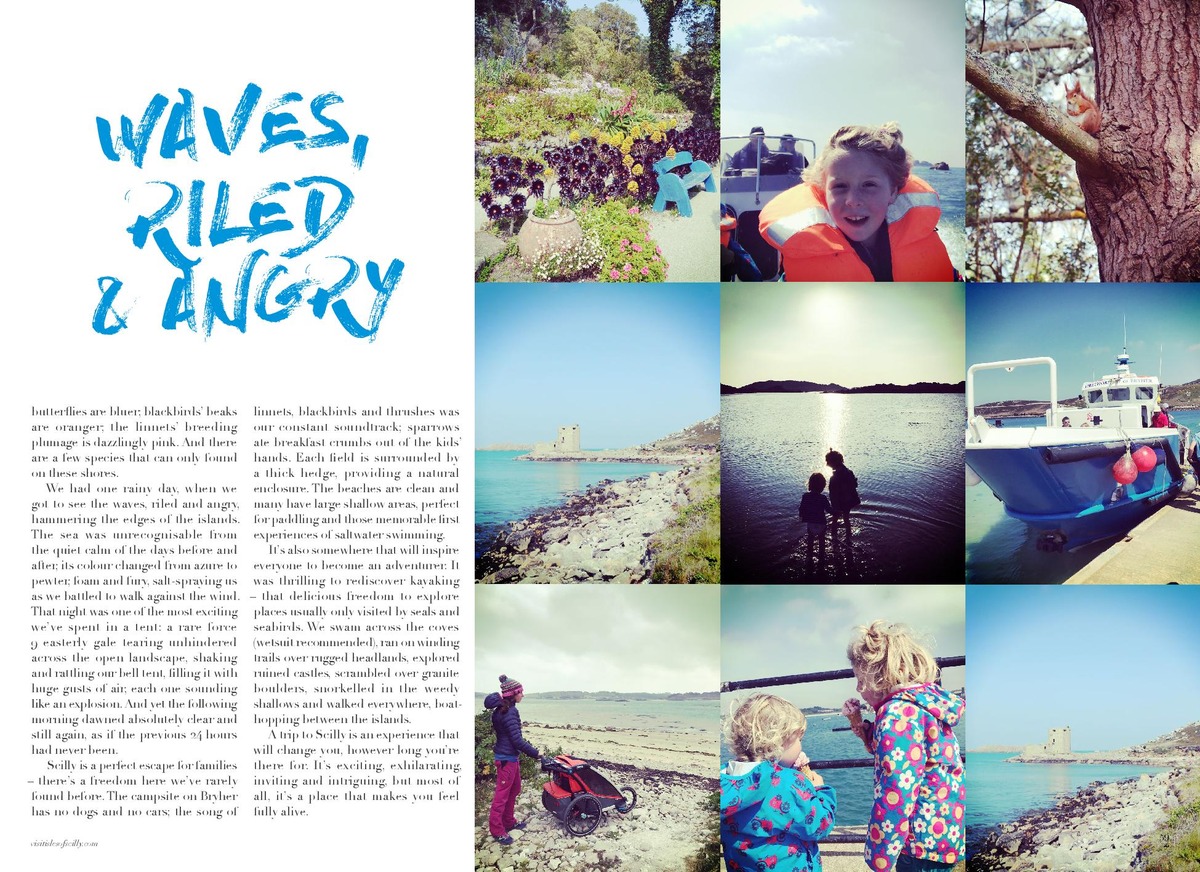 WAVES,
RILED
& ANGRY
butterflies are bluer; blackbirds' beaks
are oranger; the linnets' breeding
plumage is dazzlingly pink. And there
are a few species that can only found
on these shores.
We had one rainy day, when we
got to see the waves, riled and angry,
hammering the edges of the islands.
The sea was unrecognisable from
the quiet calm of the days before and
after; its colour changed from azure to
pewter; foam and fury, salt-spraying us
as we battled to walk against the wind.
That night was one of the most exciting
we've spent in a tent: a rare force
9 easterly gale tearing unhindered
across the open landscape, shaking
and rattling our bell tent, filling it with
huge gusts of air; each one sounding
like an explosion. And yet the following
morning dawned absolutely clear and
still again, as if the previous 24 hours
had never been.
Scilly is a perfect escape for families
– there's a freedom here we've rarely
found before. The campsite on Bryher
has no dogs and no cars; the song of
linnets, blackbirds and thrushes was
our constant soundtrack; sparrows
ate breakfast crumbs out of the kids'
hands. Each field is surrounded by
a thick hedge, providing a natural
enclosure. The beaches are clean and
many have large shallow areas, perfect
for paddling and those memorable first
experiences of saltwater swimming.
It's also somewhere that will inspire
everyone to become an adventurer. It
was thrilling to rediscover kayaking
– that delicious freedom to explore
places usually only visited by seals and
seabirds. We swam across the coves
(wetsuit recommended), ran on winding
trails over rugged headlands, explored
ruined castles, scrambled over granite
boulders, snorkelled in the weedy
shallows and walked everywhere, boat-
hopping between the islands.
A trip to Scilly is an experience that
will change you, however long you're
there for. It's exciting, exhilarating,
inviting and intriguing, but most of
all, it's a place that makes you feel
fully alive.
visitislesofscilly.com